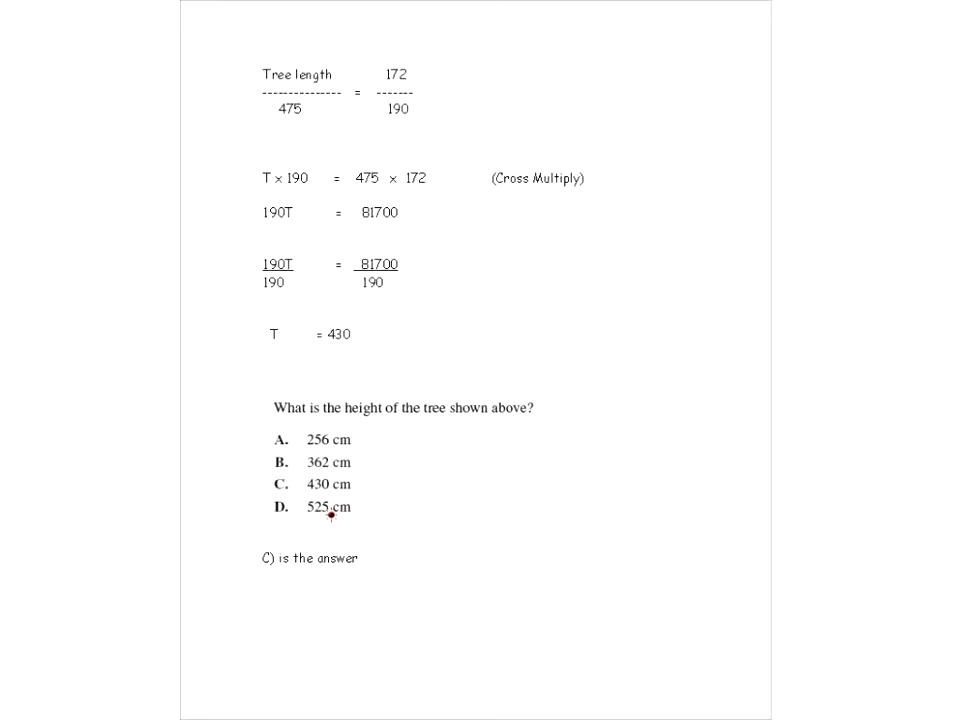 Tree length 172
--------------- = -------
475 190
T x 190 = 475 x 172 (Cross Multiply)
190T = 81700
190T = 81700
190 190
T = 430
What is the height of the tree shown above?
A. 256 cm
B. 362 cm
C. 430 cm
D. 525 cm
C) is the answer